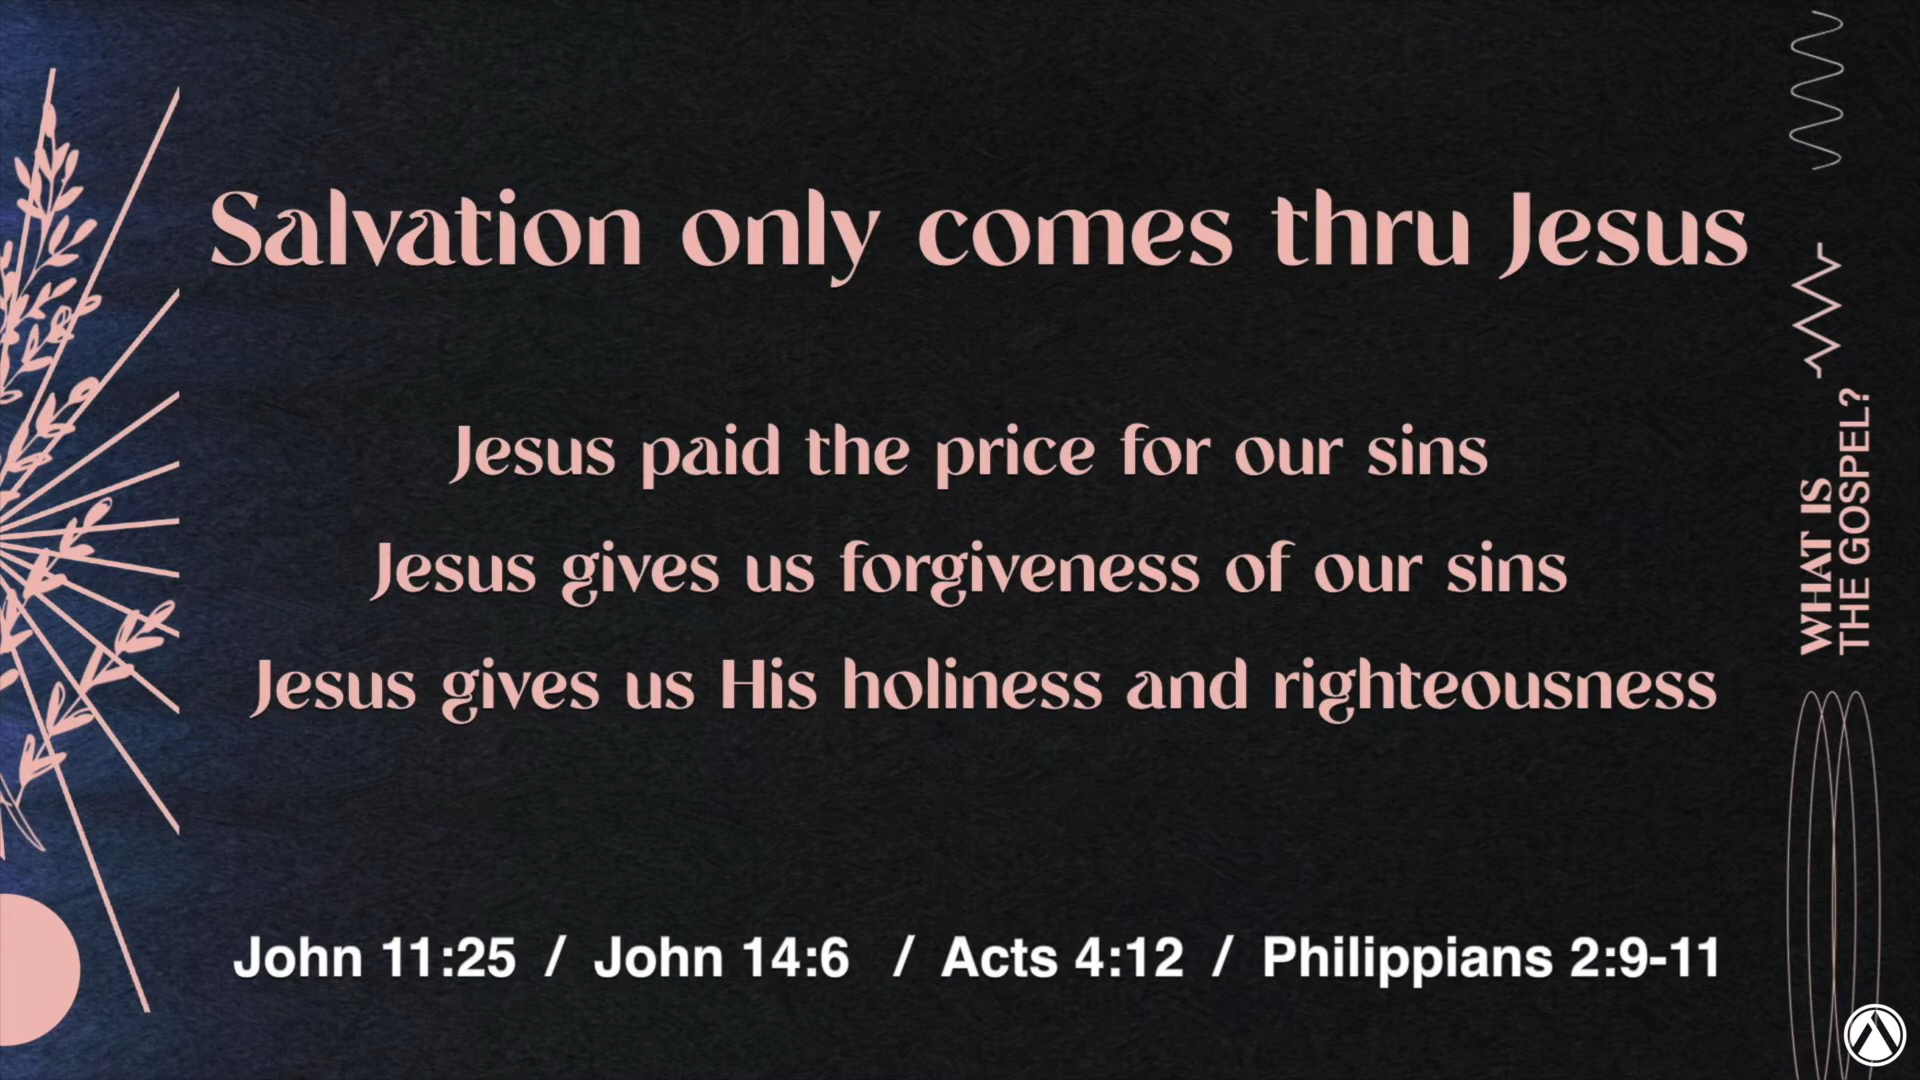 Salvation only comes thru Jesus
Jesus paid the price for our sins
Jesus gives us forgiveness of our sins
Jesus gives us His holiness and righteousness
John 11:25 / John 14:6 / Acts 4:12 / Philippians 2:9-11
WHAT IS
THE GOSPEL?